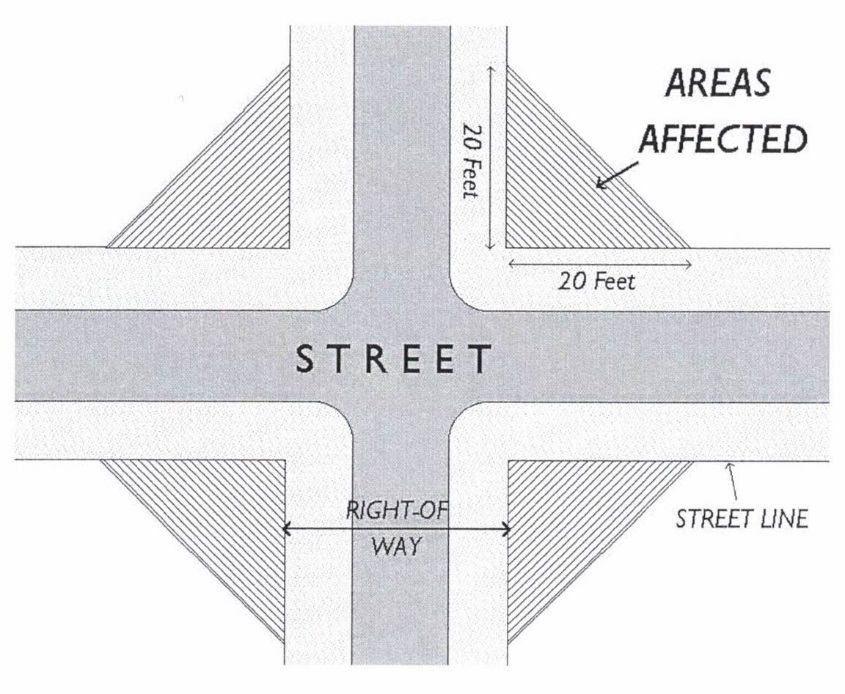 AREAS
AFFECTED
20 Feet
20 Feet
STREET
RIGHT-OF
WAY
STREET LINE